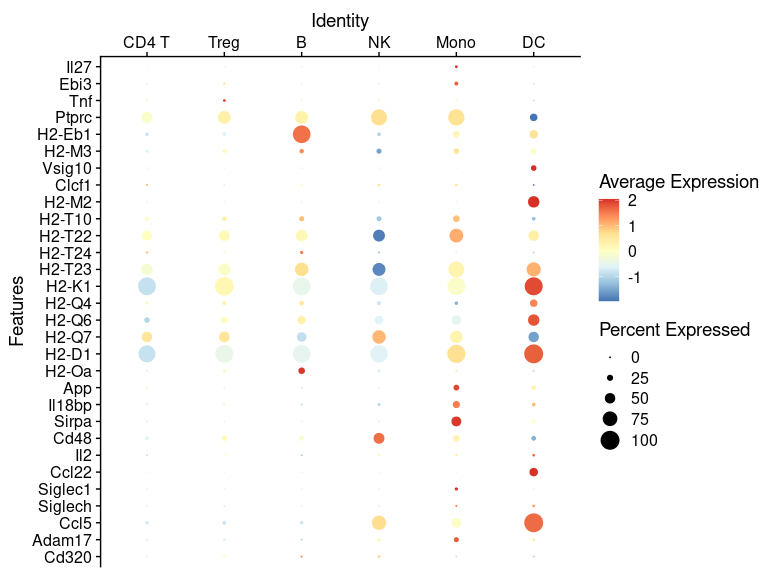 Identity
CD4 T Treg B NK Mono DC
Features
Il27
Ebi3
Tnf
Ptprc
H2-Eb1
H2-M3
Vsig10
Clcf1
H2-M2
H2-T10
H2-T22
H2-T24
H2-T23
H2-K1
H2-Q4
H2-Q6
H2-Q7
H2-D1
H2-Oa
App
Il18bp
Sirpa
Cd48
Il2
Ccl22
Siglec1
Siglech
Ccl5
Adam17
Cd320
Average Expression
2
1
0
-1
Percent Expressed
0
25
50
75
100